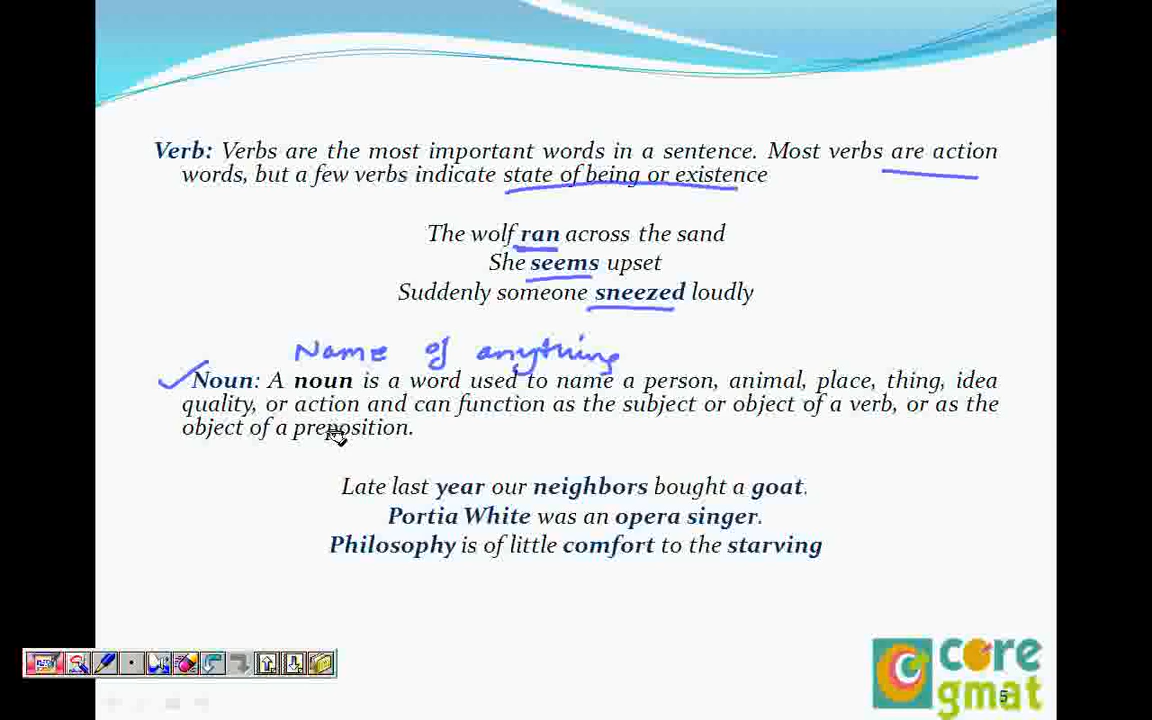 Verb: Verbs are the most important words in a sentence. Most verbs are action
words, but a few verbs indicate state of being or existence
The wolf ran across the sand
She seems upset
Suddenly someone sneezed loudly
Name of anything
Noun: A noun is a word used to name a person, animal, place, thing, idea
quality, or action and can function as the subject or object of a verb, or as the
object of a preposition.
Late last year our neighbors bought a goat.
Portia White was an opera singer.
Philosophy is of little comfort to the starving
core
gmat
5